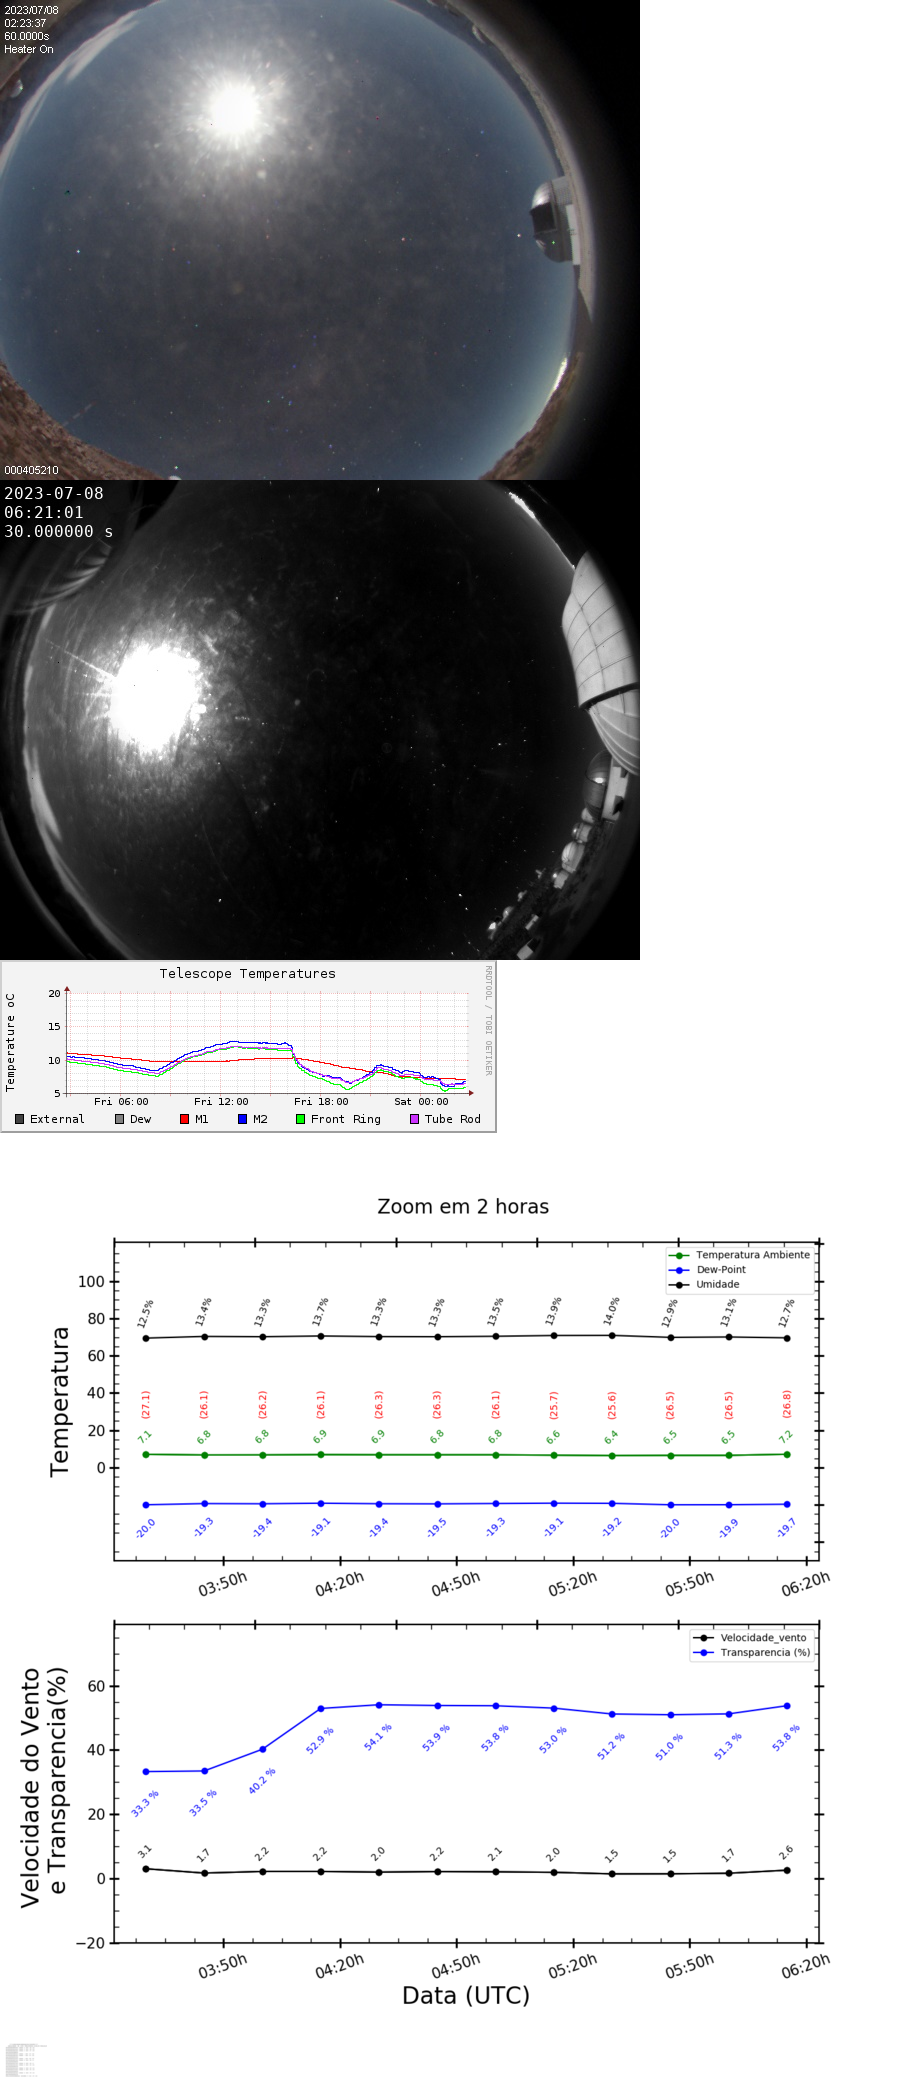 2023/07/08
02:23:37
60.0000s
Heater On
000405210
2023-07-08
06:21:01
30.000000 s
Telescope Temperatures
RRDTOOL / TOBI OETIKER
Temperature oC
20
15
10
5
Fri 06:00 Fri 12:00 Fri 18:00 Sat 00:00
External Dew M1 M2 Front Ring Tube Rod
Zoom em 2 horas
Temperatura Ambiente
Dew-Point
Umidade
Temperatura
100
80
60
40
20
0
12.5% 13.4% 13.3% 13.7% 13.3% 13.3% 13.5% 13.9% 14.0% 12.9% 13.1% 12.7%
(27.1) (26.1) (26.2) (26.1) (26.3) (26.3) (26.1) (25.7) (25.6) (26.5) (26.5) (26.8)
7.1 6.8 6.8 6.9 6.9 6.8 6.8 6.6 6.4 6.5 6.5 7.2
-20.0 -19.3 -19.4 -19.1 -19.4 -19.5 -19.3 -19.1 -19.2 -20.0 -19.9 -19.7
03:50h 04:20h 04:50h 05:20h 05:50h 06:20h
Velocidade_vento
Transparencia (%)
Velocidade do Vento
e Transparencia(%)
60
40
20
0
−20
33.3 % 33.5 % 40.2 % 52.9 % 54.1 % 53.9 % 53.8 % 53.0 % 51.2 % 51.0 % 51.3 % 53.8 %
3.1 1.7 2.2 2.2 2.0 2.2 2.1 2.0 1.5 1.5 1.7 2.6
03:50h 04:20h 04:50h 05:20h 05:50h 06:20h
Data (UTC)